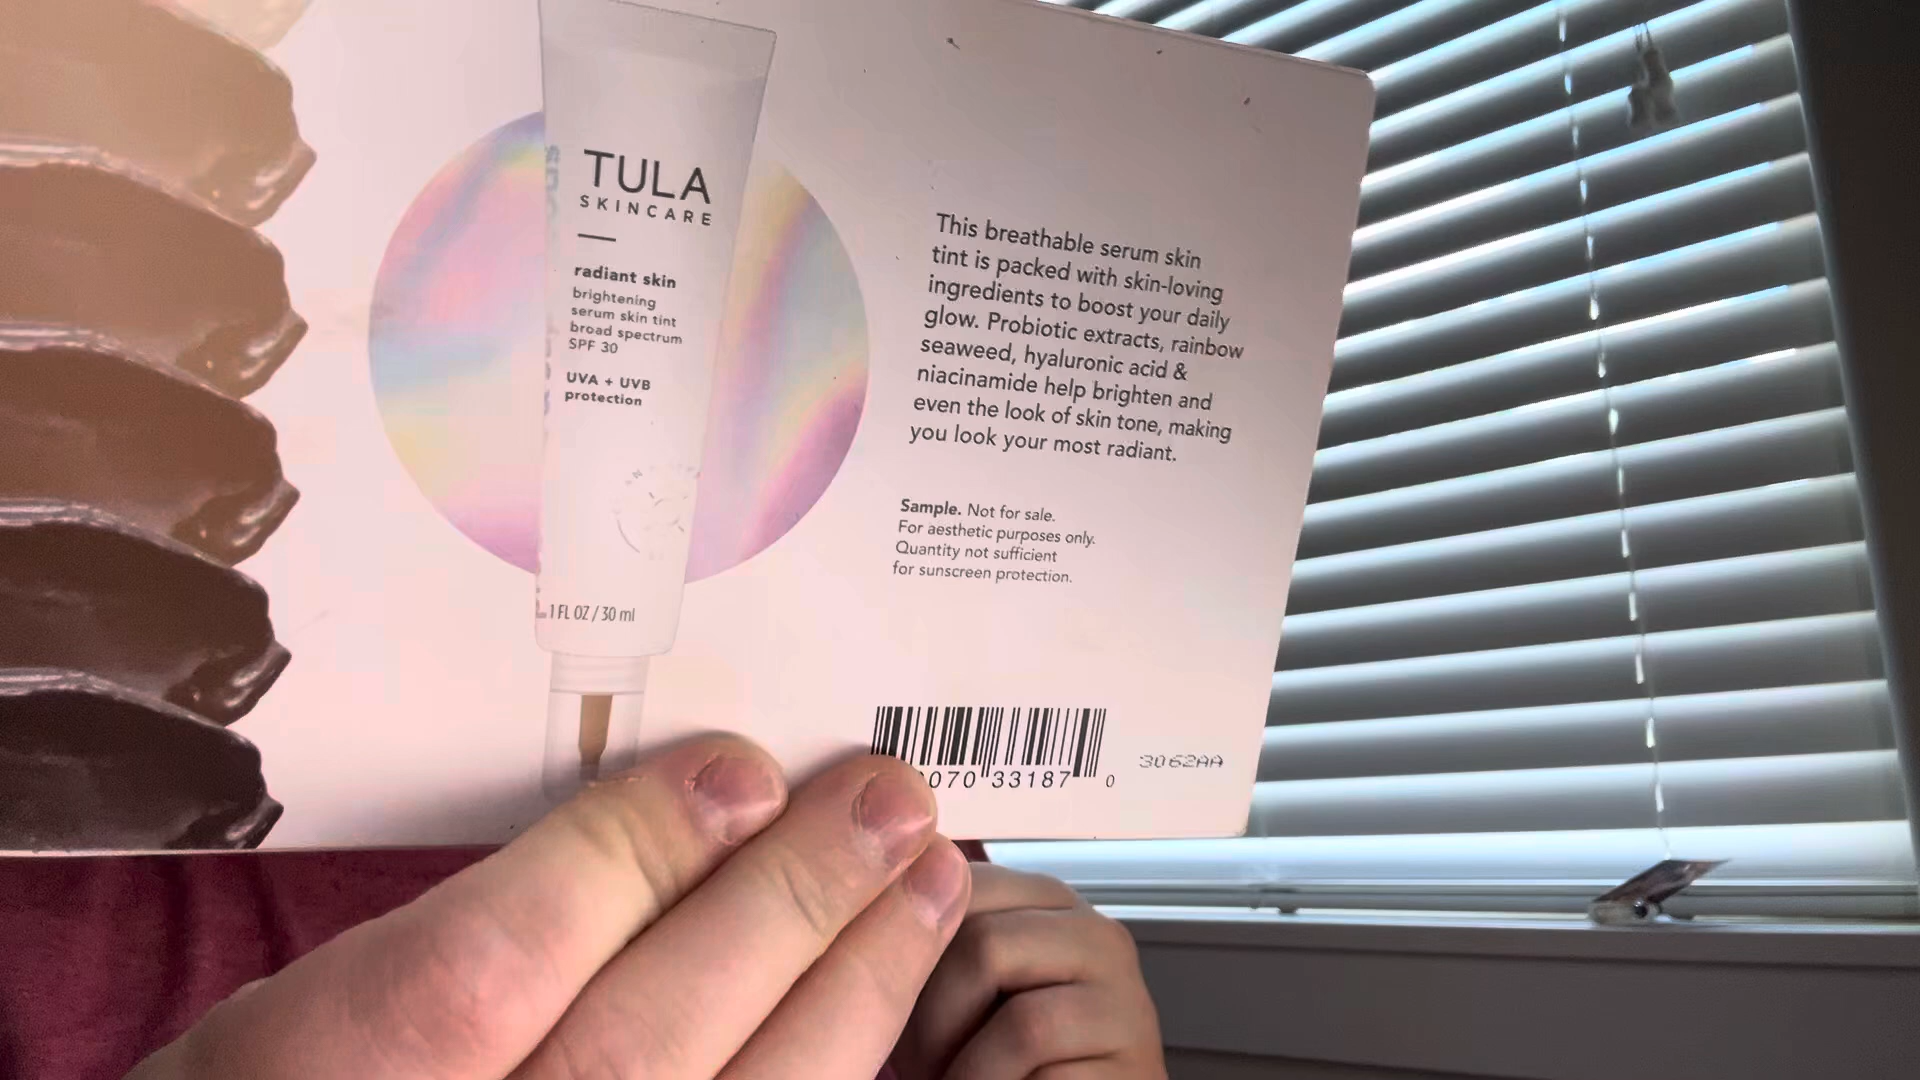 TULA
SKINCARE
radiant skin
brightening
serum skin tint
broad spectrum
SPF 30
UVA + UVB
protection
1 FL OZ / 30 ml
This breathable serum skin
tint is packed with skin-loving
ingredients to boost your daily
glow. Probiotic extracts, rainbow
seaweed, hyaluronic acid &
niacinamide help brighten and
even the look of skin tone, making
you look your most radiant.
Sample. Not for sale.
For aesthetic purposes only.
Quantity not sufficient
for sunscreen protection.
070 33187 0
3062AA